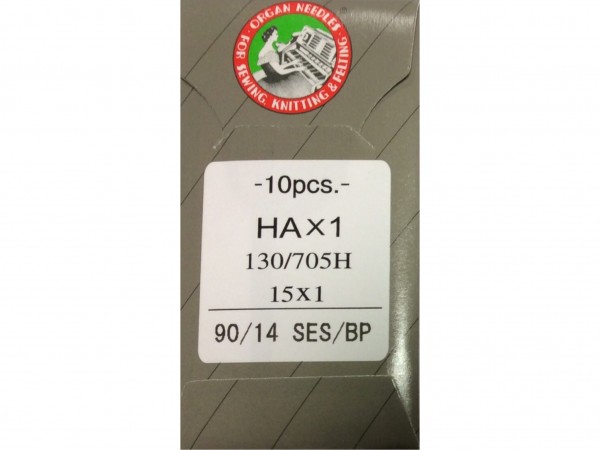 ORGAN NEEDLES
• FOR SEWING, KNITTING & FELTING •
-10pcs.-
HA×1
130/705H
15x1
90/14 SES/BP